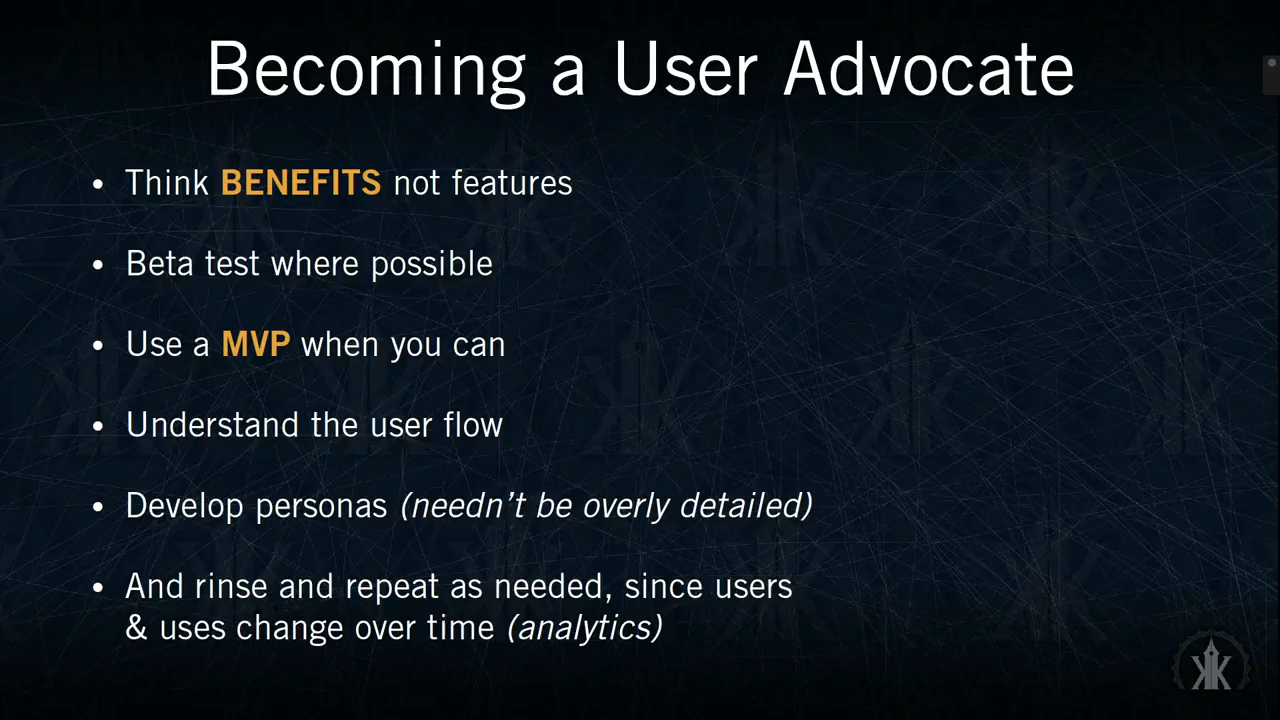 Becoming a User Advocate
• Think BENEFITS not features
• Beta test where possible
• Use a MVP when you can
• Understand the user flow
• Develop personas (needn’t be overly detailed)
• And rinse and repeat as needed, since users
& uses change over time (analytics)